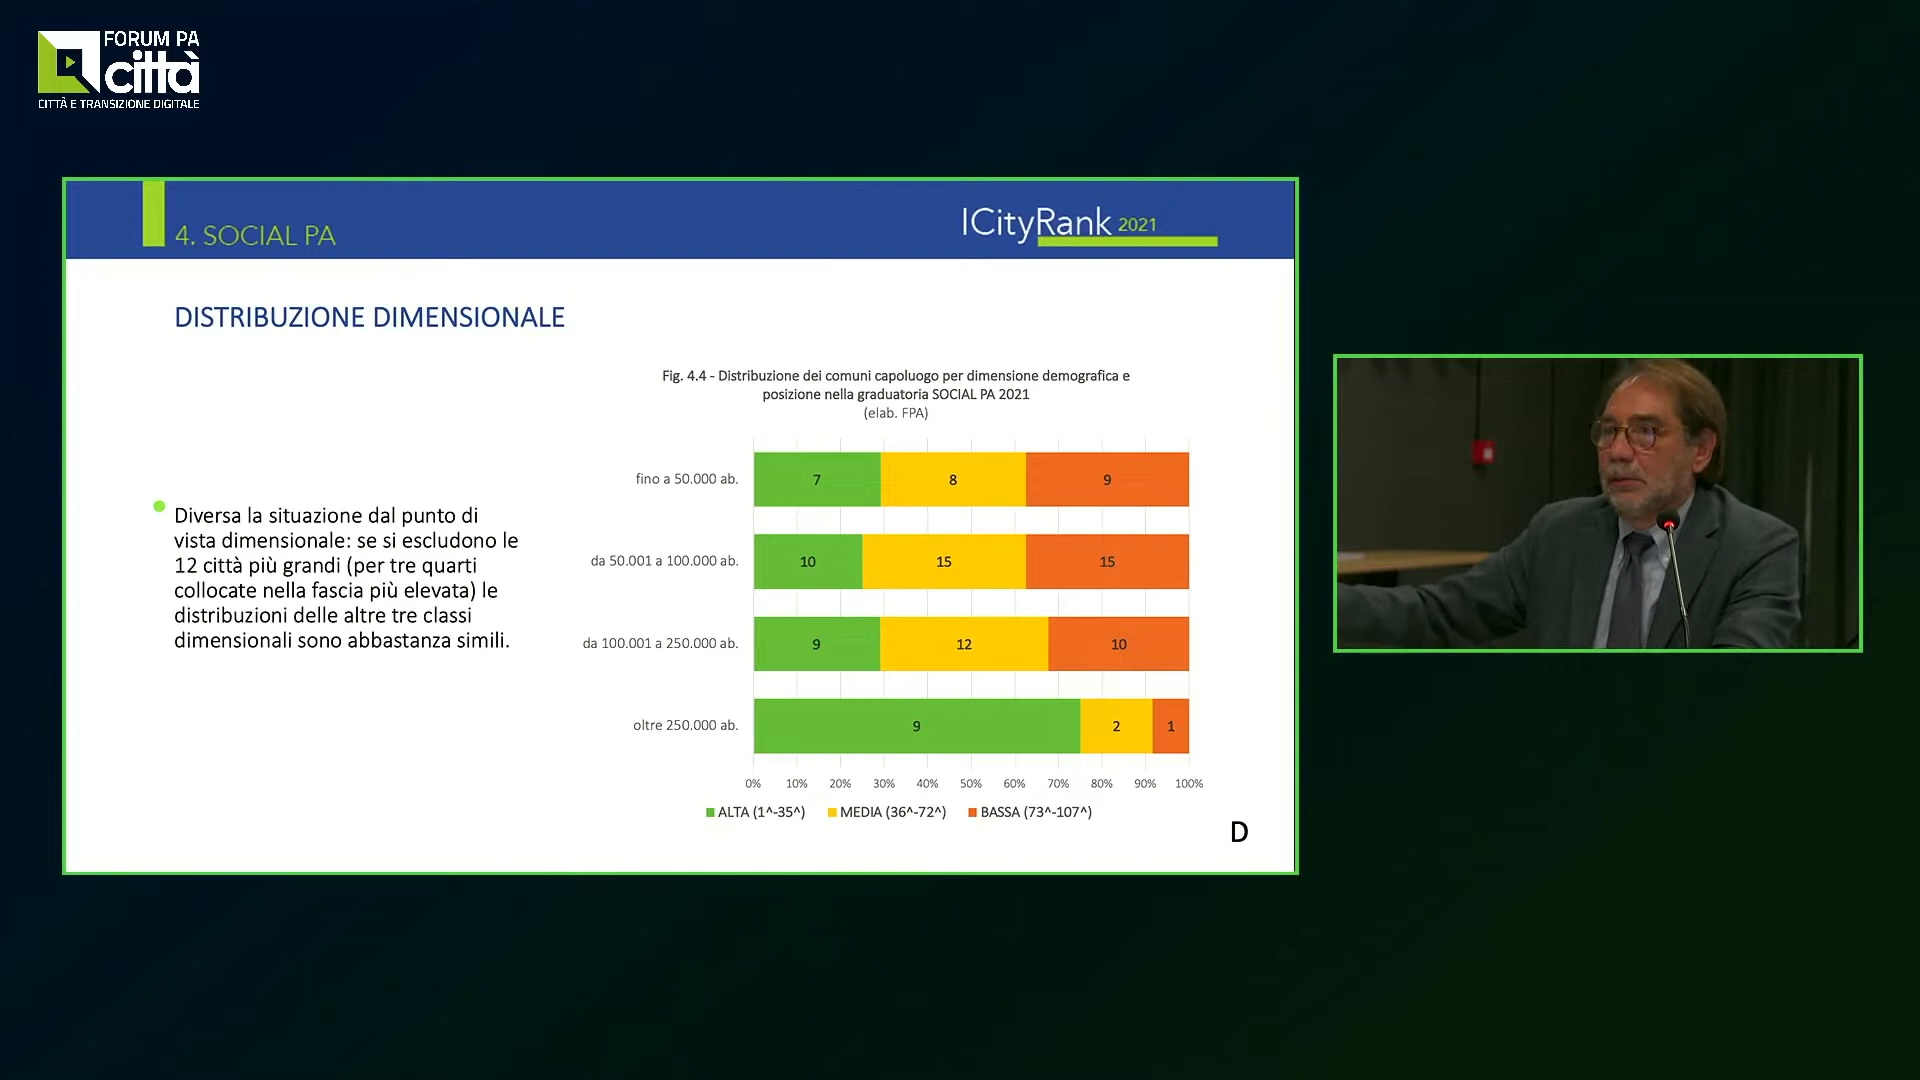 FORUM PA
città
CITTÀ E TRANSIZIONE DIGITALE
4. SOCIAL PA
ICityRank 2021
DISTRIBUZIONE DIMENSIONALE
Diversa la situazione dal punto di
vista dimensionale: se si escludono le
12 città più grandi (per tre quarti
collocate nella fascia più elevata) le
distribuzioni delle altre tre classi
dimensionali sono abbastanza simili.
Fig. 4.4 - Distribuzione dei comuni capoluogo per dimensione demografica e
posizione nella graduatoria SOCIAL PA 2021
(elab. FPA)
fino a 50.000 ab. 7 8 9
da 50.001 a 100.000 ab. 10 15 15
da 100.001 a 250.000 ab. 9 12 10
oltre 250.000 ab. 9 2 1
0% 10% 20% 30% 40% 50% 60% 70% 80% 90% 100%
ALTA (1^-35^) MEDIA (36^-72^) BASSA (73^-107^)
D